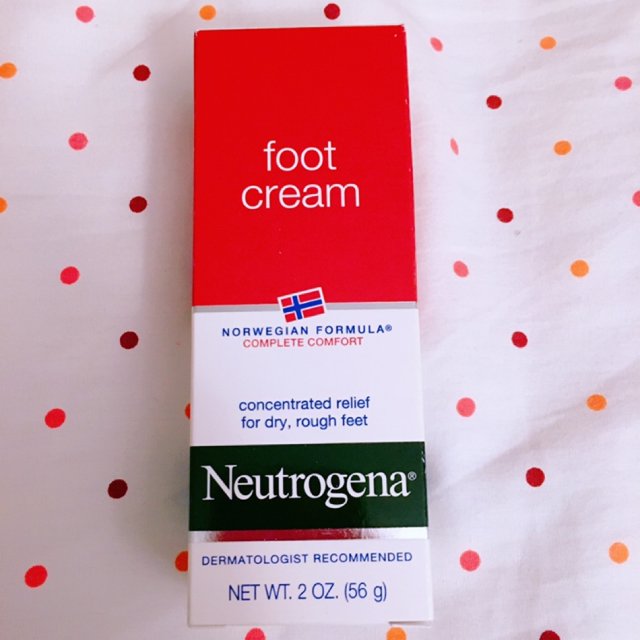 foot
cream
NORWEGIAN FORMULA®
COMPLETE COMFORT
concentrated relief
for dry, rough feet
Neutrogena®
DERMATOLOGIST RECOMMENDED
NET WT. 2 OZ. (56 g)